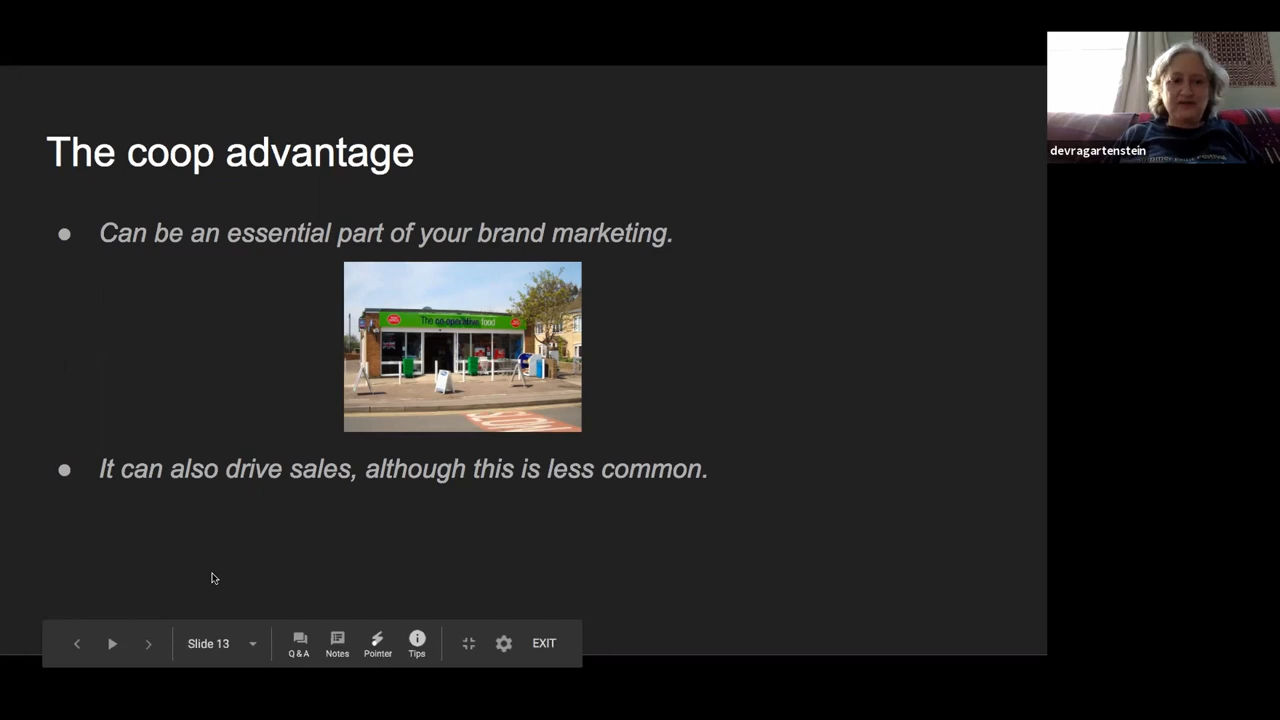 The coop advantage
devragartenstein
● Can be an essential part of your brand marketing.
The co-operative food
SLOW
● It can also drive sales, although this is less common.
Slide 13
Q & A
Notes
Pointer
Tips
EXIT